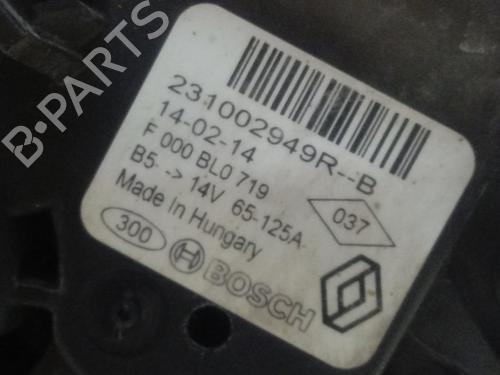 B-PARTS
231002949R--B
14-02-14
F 000 BL0 719
B5--> 14V 65-125A
Made In Hungary
037
300
BOSCH